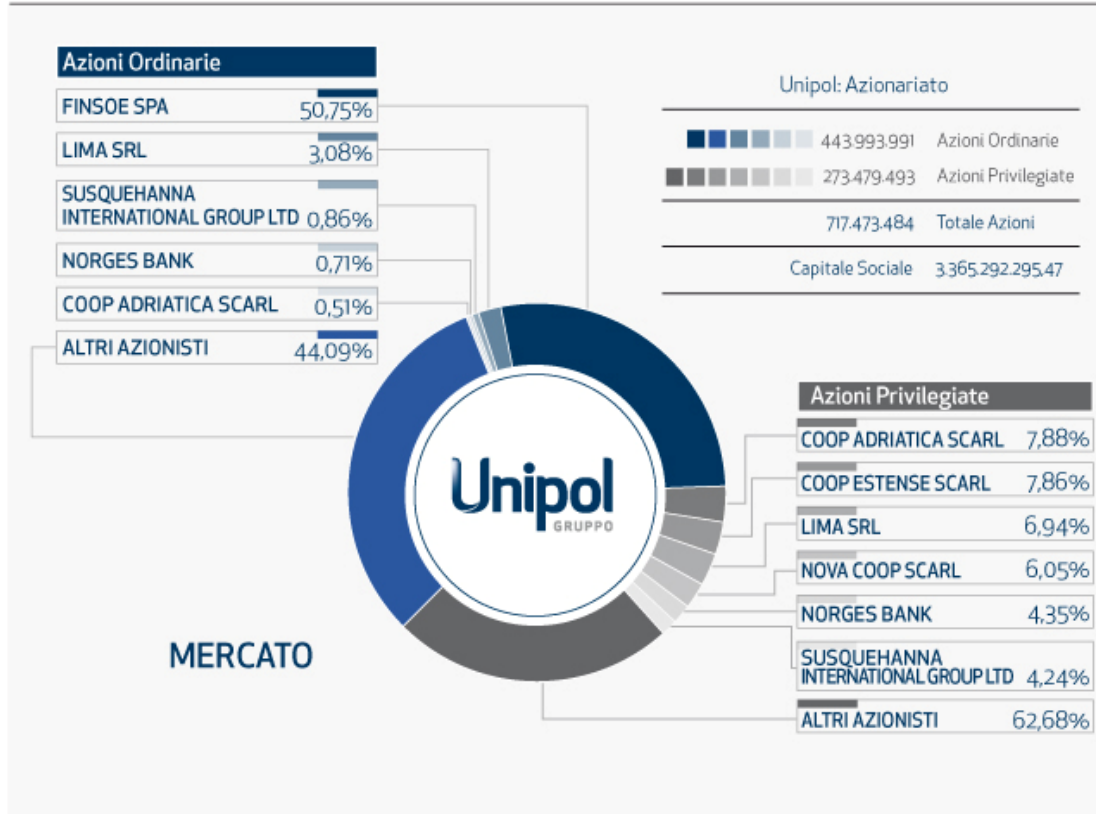 Azioni Ordinarie
FINSOE SPA 50,75%
LIMA SRL 3,08%
SUSQUEHANNA
INTERNATIONAL GROUP LTD 0,86%
NORGES BANK 0,71%
COOP ADRIATICA SCARL 0,51%
ALTRI AZIONISTI 44,09%
Unipol: Azionariato
443.993.991 Azioni Ordinarie
273.479.493 Azioni Privilegiate
717.473.484 Totale Azioni
Capitale Sociale 3.365.292.295,47
Unipol
GRUPPO
MERCATO
Azioni Privilegiate
COOP ADRIATICA SCARL 7,88%
COOP ESTENSE SCARL 7,86%
LIMA SRL 6,94%
NOVA COOP SCARL 6,05%
NORGES BANK 4,35%
SUSQUEHANNA
INTERNATIONAL GROUP LTD 4,24%
ALTRI AZIONISTI 62,68%